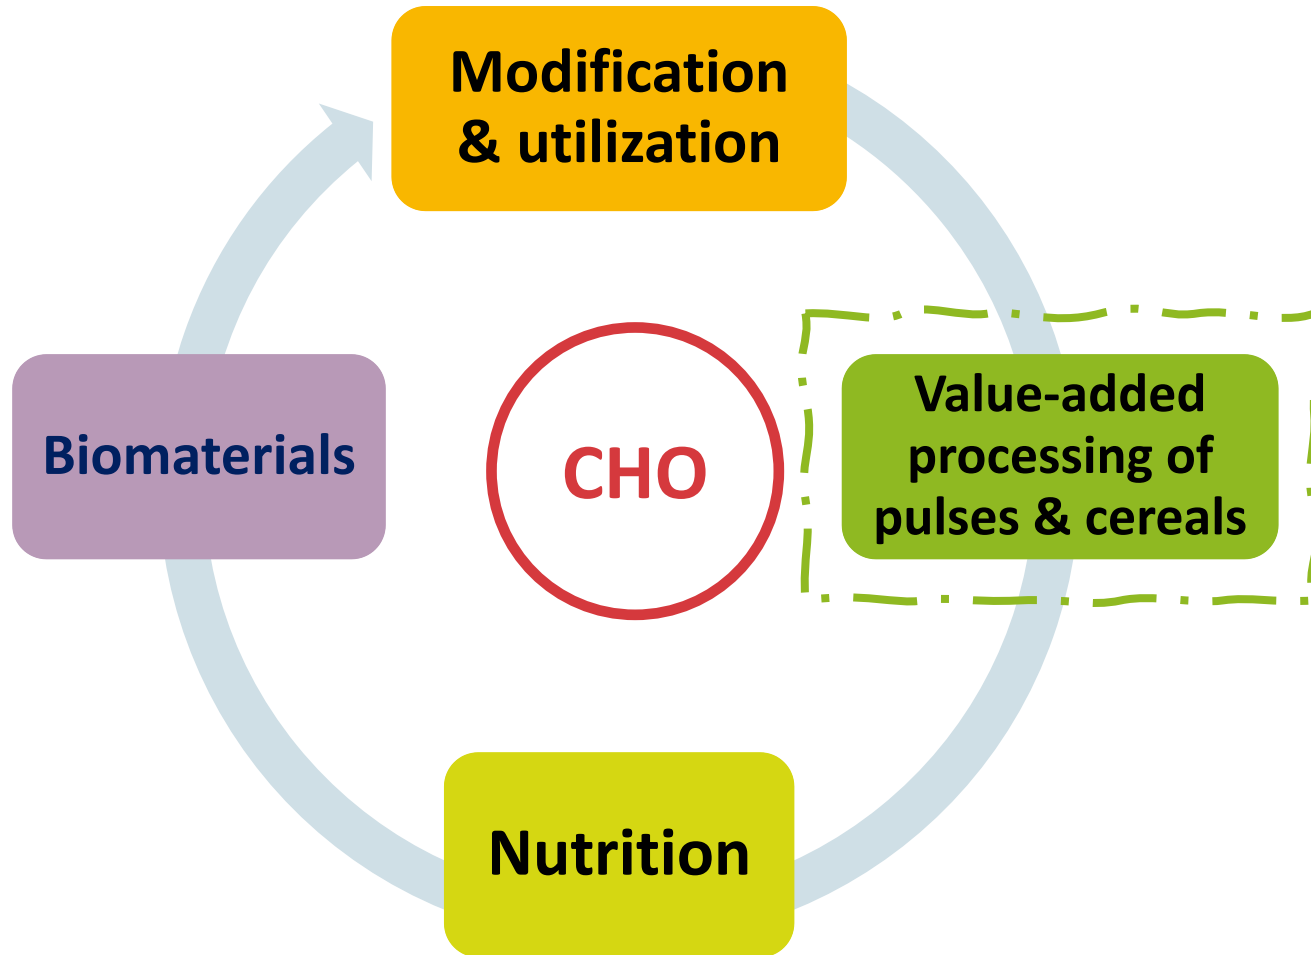 Modification
& utilization
Value-added
processing of
pulses & cereals
CHO
Biomaterials
Nutrition